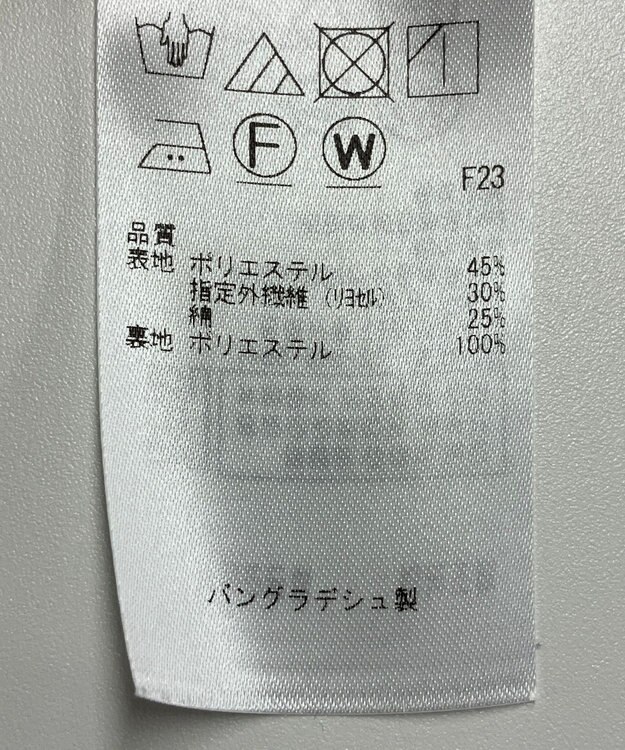 F W
F23
品質
表地 ポリエステル 45%
指定外繊維（リヨセル） 30%
綿 25%
裏地 ポリエステル 100%
バングラデシュ製